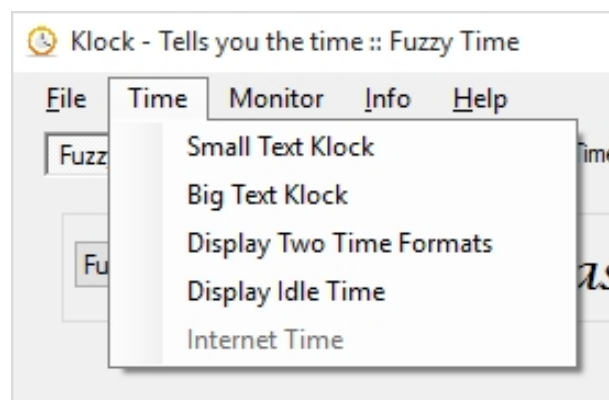 Klock - Tells you the time :: Fuzzy Time
File Time Monitor Info Help
Small Text Klock
Big Text Klock
Display Two Time Formats
Display Idle Time
Internet Time